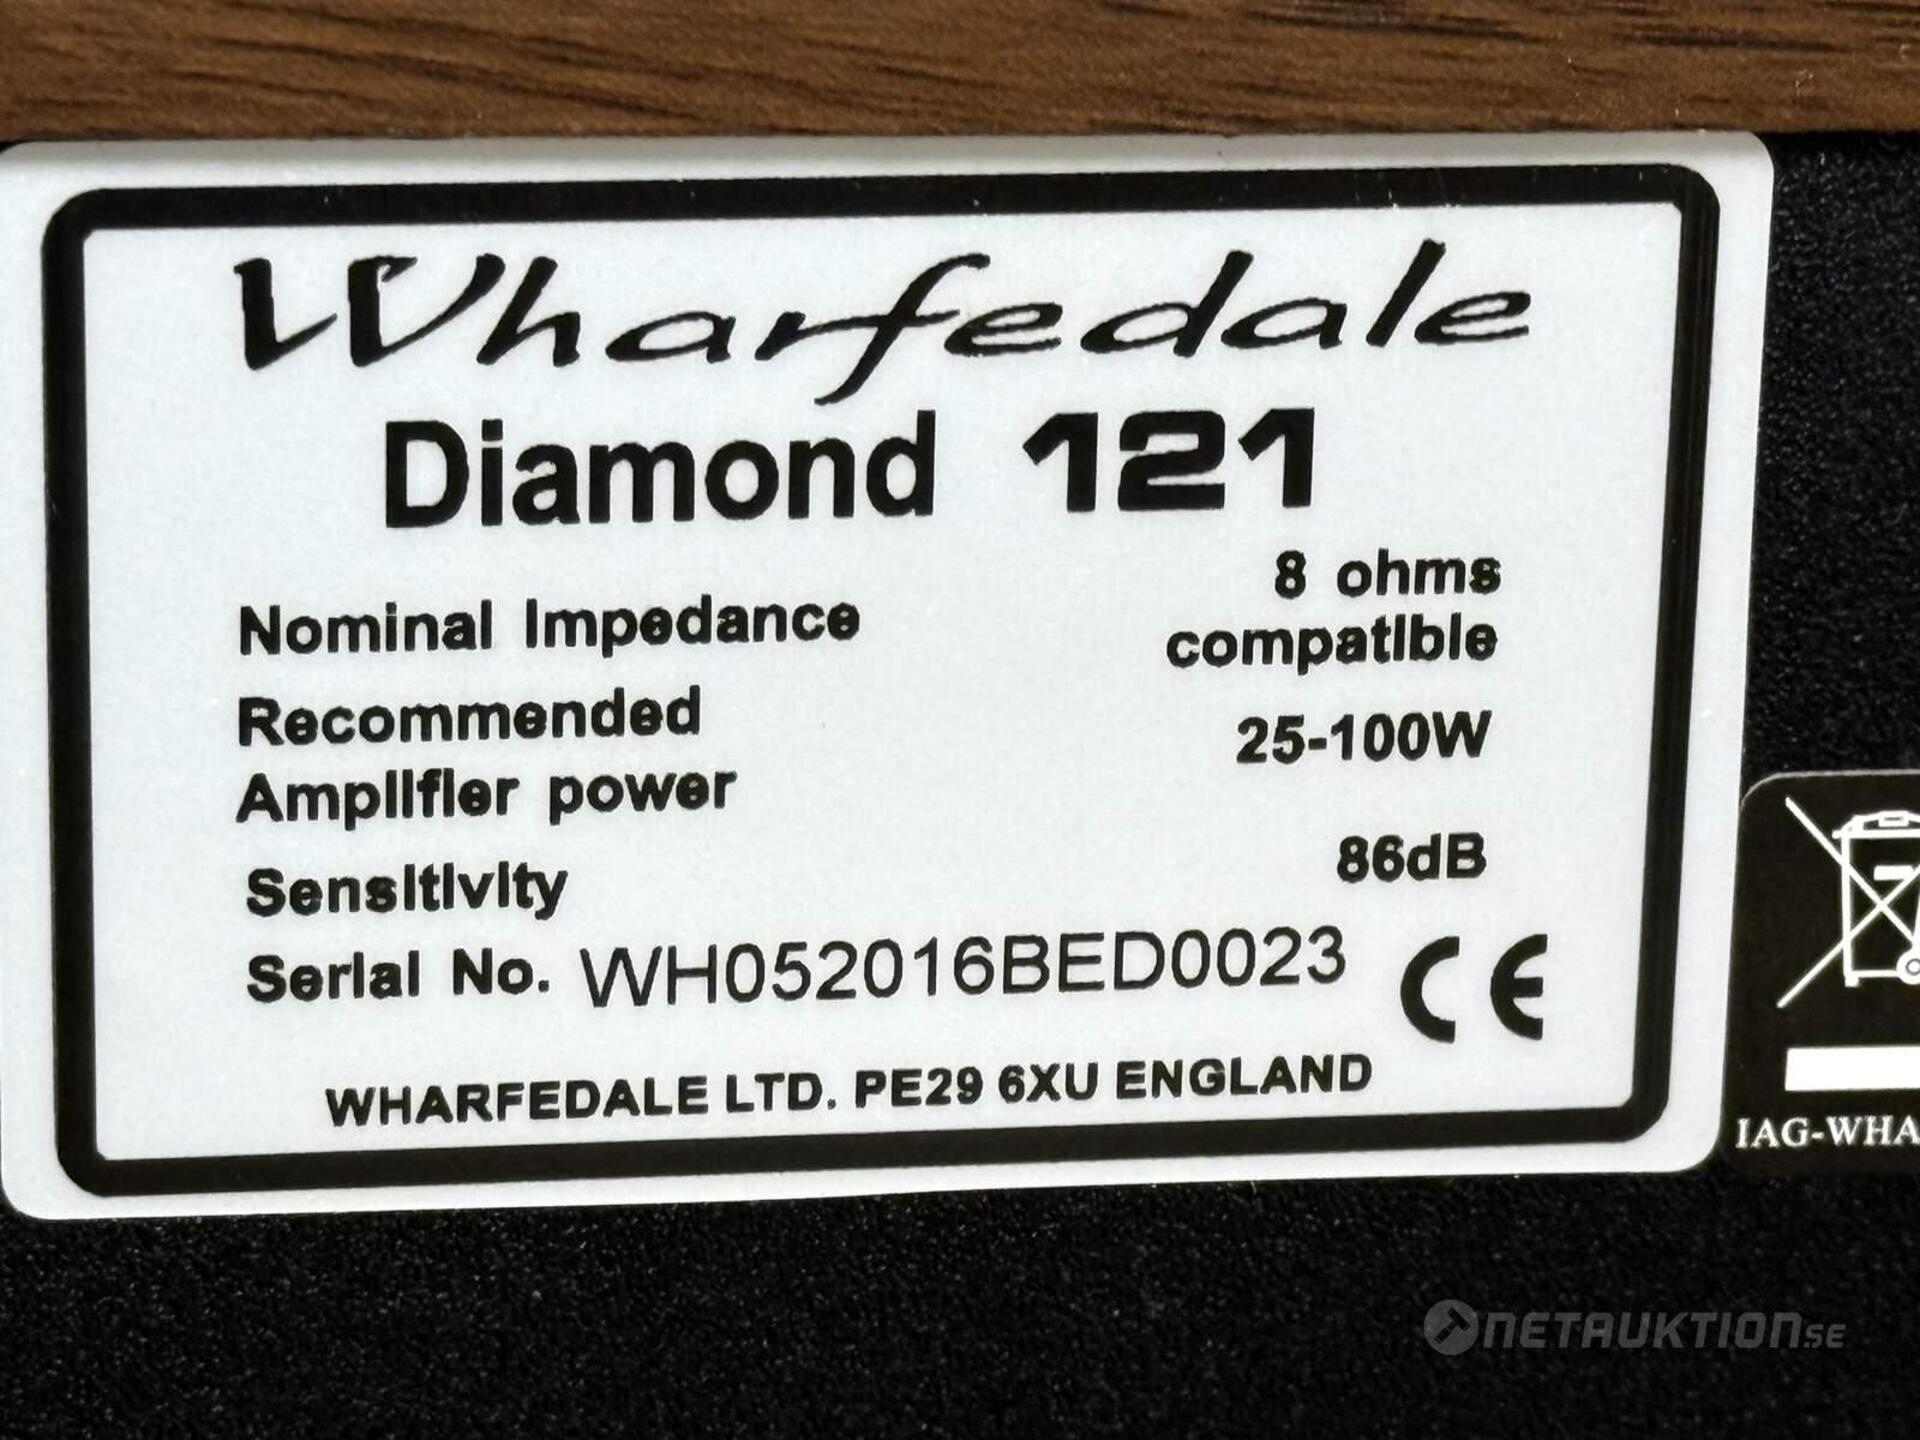 Wharfedale
Diamond 121
Nominal Impedance 8 ohms compatible
Recommended Amplifier power 25-100W
Sensitivity 86dB
Serial No. WH052016BED0023 CE
WHARFEDALE LTD. PE29 6XU ENGLAND
IAG-WHA
NETAUKTION.SE